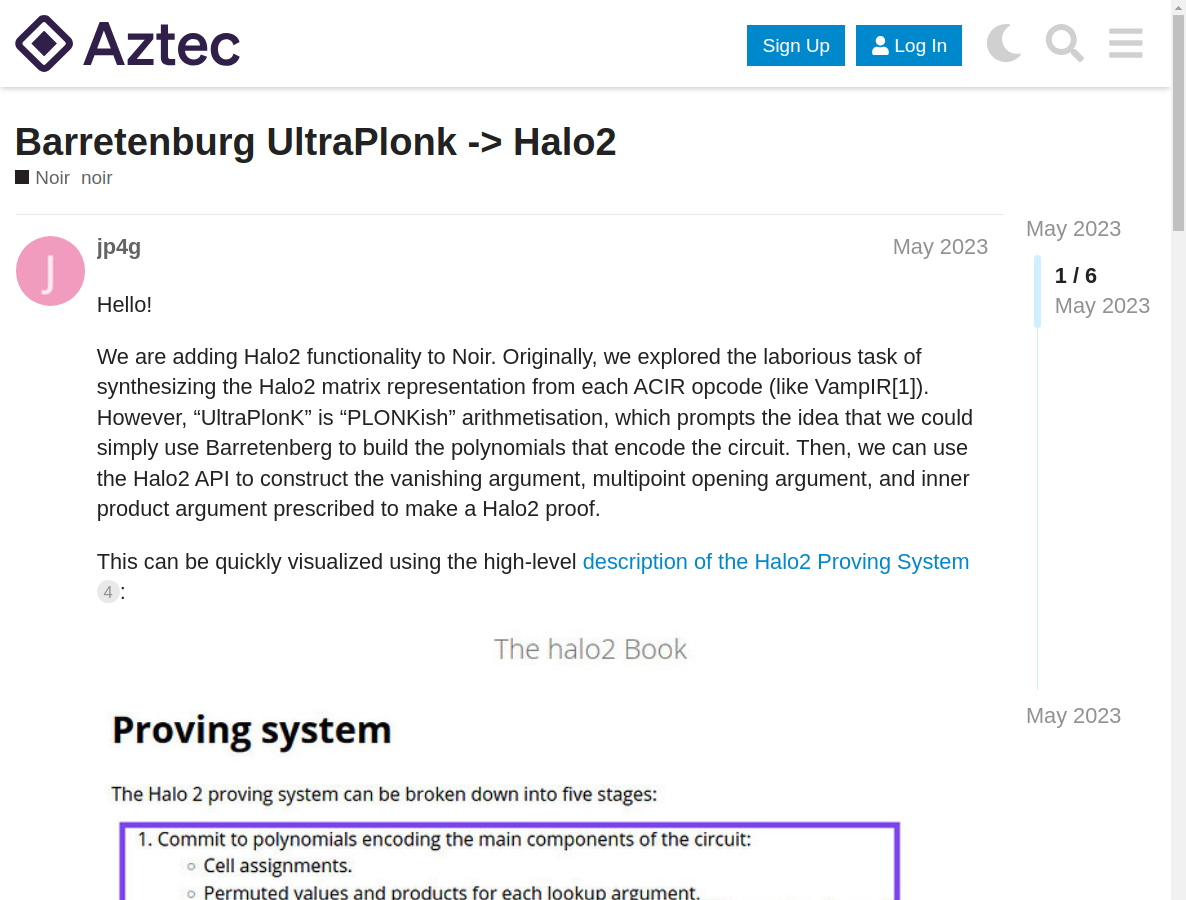 Aztec
Sign Up
Log In
Barretenburg UltraPlonk -> Halo2
Noir noir
jp4g
May 2023
J
Hello!
We are adding Halo2 functionality to Noir. Originally, we explored the laborious task of
synthesizing the Halo2 matrix representation from each ACIR opcode (like VampIR[1]).
However, “UltraPlonK” is “PLONKish” arithmetisation, which prompts the idea that we could
simply use Barretenberg to build the polynomials that encode the circuit. Then, we can use
the Halo2 API to construct the vanishing argument, multipoint opening argument, and inner
product argument prescribed to make a Halo2 proof.
This can be quickly visualized using the high-level description of the Halo2 Proving System
4 :
The halo2 Book
Proving system
The Halo 2 proving system can be broken down into five stages:
1. Commit to polynomials encoding the main components of the circuit:
○ Cell assignments.
○ Permuted values and products for each lookup argument.
May 2023
1 / 6
May 2023
May 2023